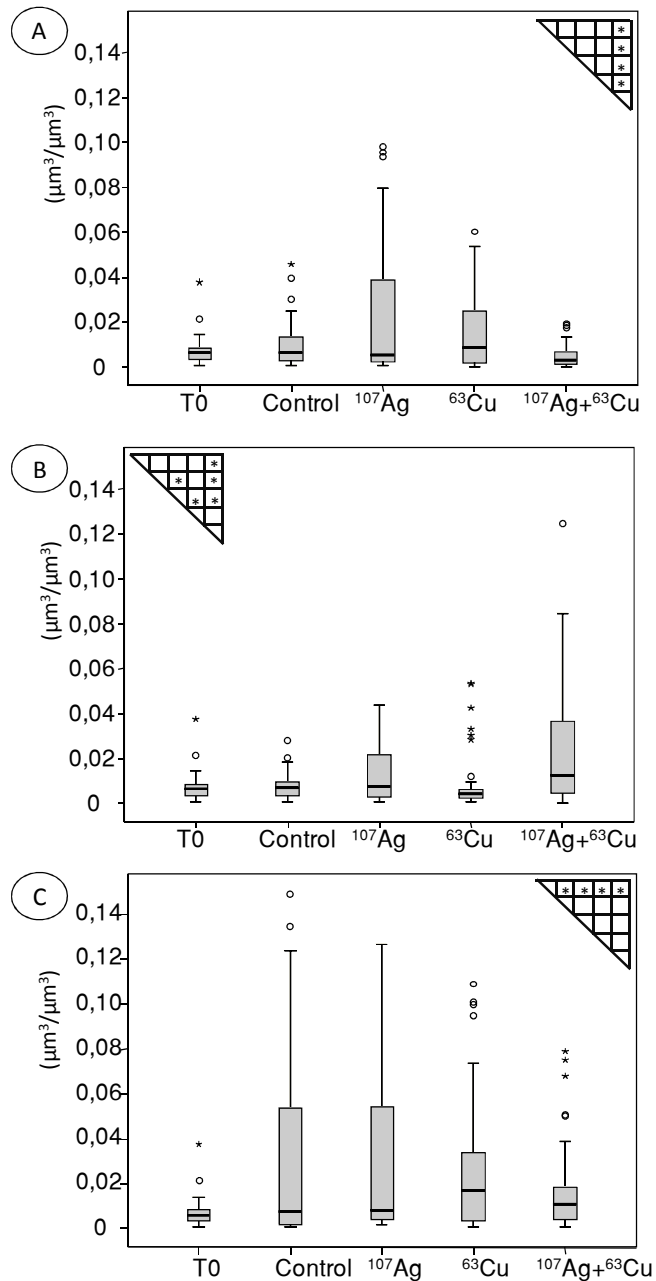 A
0,14
0,12
0,10
0,08
0,06
0,04
0,02
0
(µm³/µm³)
* * * *
T0 Control ¹⁰⁷Ag ⁶³Cu ¹⁰⁷Ag+⁶³Cu
B
0,14
0,12
0,10
0,08
0,06
0,04
0,02
0
(µm³/µm³)
*
* *
* *
T0 Control ¹⁰⁷Ag ⁶³Cu ¹⁰⁷Ag+⁶³Cu
C
0,14
0,12
0,10
0,08
0,06
0,04
0,02
0
(µm³/µm³)
* * * *
T0 Control ¹⁰⁷Ag ⁶³Cu ¹⁰⁷Ag+⁶³Cu